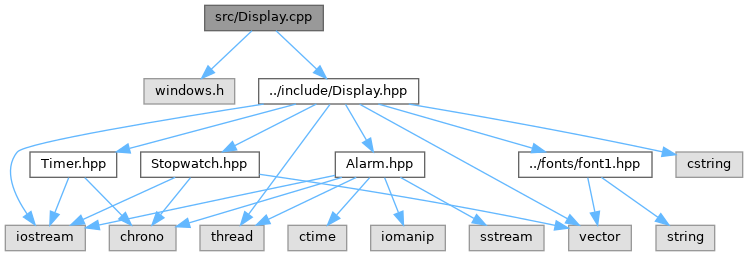 src/Display.cpp
windows.h
../include/Display.hpp
Timer.hpp
Stopwatch.hpp
Alarm.hpp
../fonts/font1.hpp
cstring
iostream
chrono
thread
ctime
iomanip
sstream
vector
string